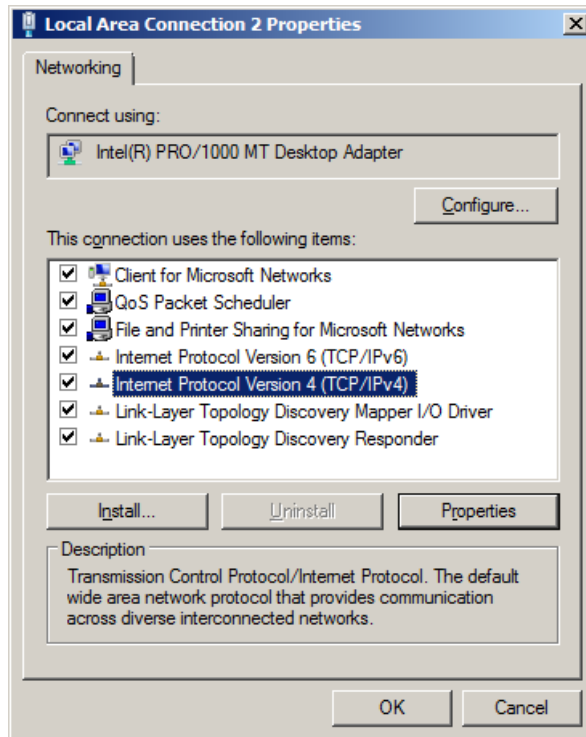 Local Area Connection 2 Properties
Networking
Connect using:
Intel(R) PRO/1000 MT Desktop Adapter
Configure...
This connection uses the following items:
Client for Microsoft Networks
QoS Packet Scheduler
File and Printer Sharing for Microsoft Networks
Internet Protocol Version 6 (TCP/IPv6)
Internet Protocol Version 4 (TCP/IPv4)
Link-Layer Topology Discovery Mapper I/O Driver
Link-Layer Topology Discovery Responder
Install... Uninstall Properties
Description
Transmission Control Protocol/Internet Protocol. The default
wide area network protocol that provides communication
across diverse interconnected networks.
OK Cancel